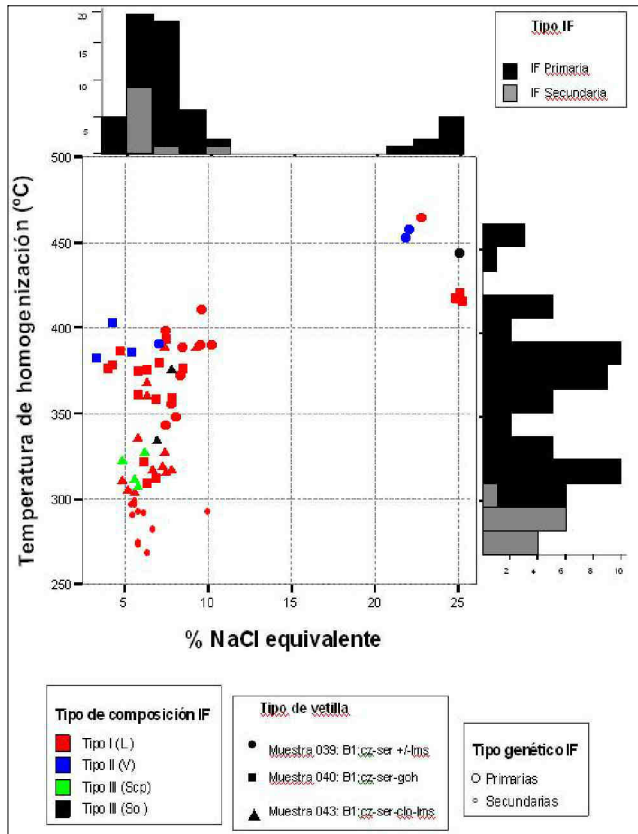 20
15
10
5
Tipo IF
IF Primaria
IF Secundaria
Temperatura de homogenización (ºC)
500
450
400
350
300
250
5
10
15
20
25
2
4
6
8
10
% NaCl equivalente
Tipo de composición IF
Tipo I (L)
Tipo II (V)
Tipo III (Scp)
Tipo III (So)
Tipo de vetilla
Muestra 039: B1;cz-ser +/-lms
Muestra 040: B1;cz-ser-goh
Muestra 043: B1;cz-ser-clo-lms
Tipo genético IF
Primarias
Secundarias